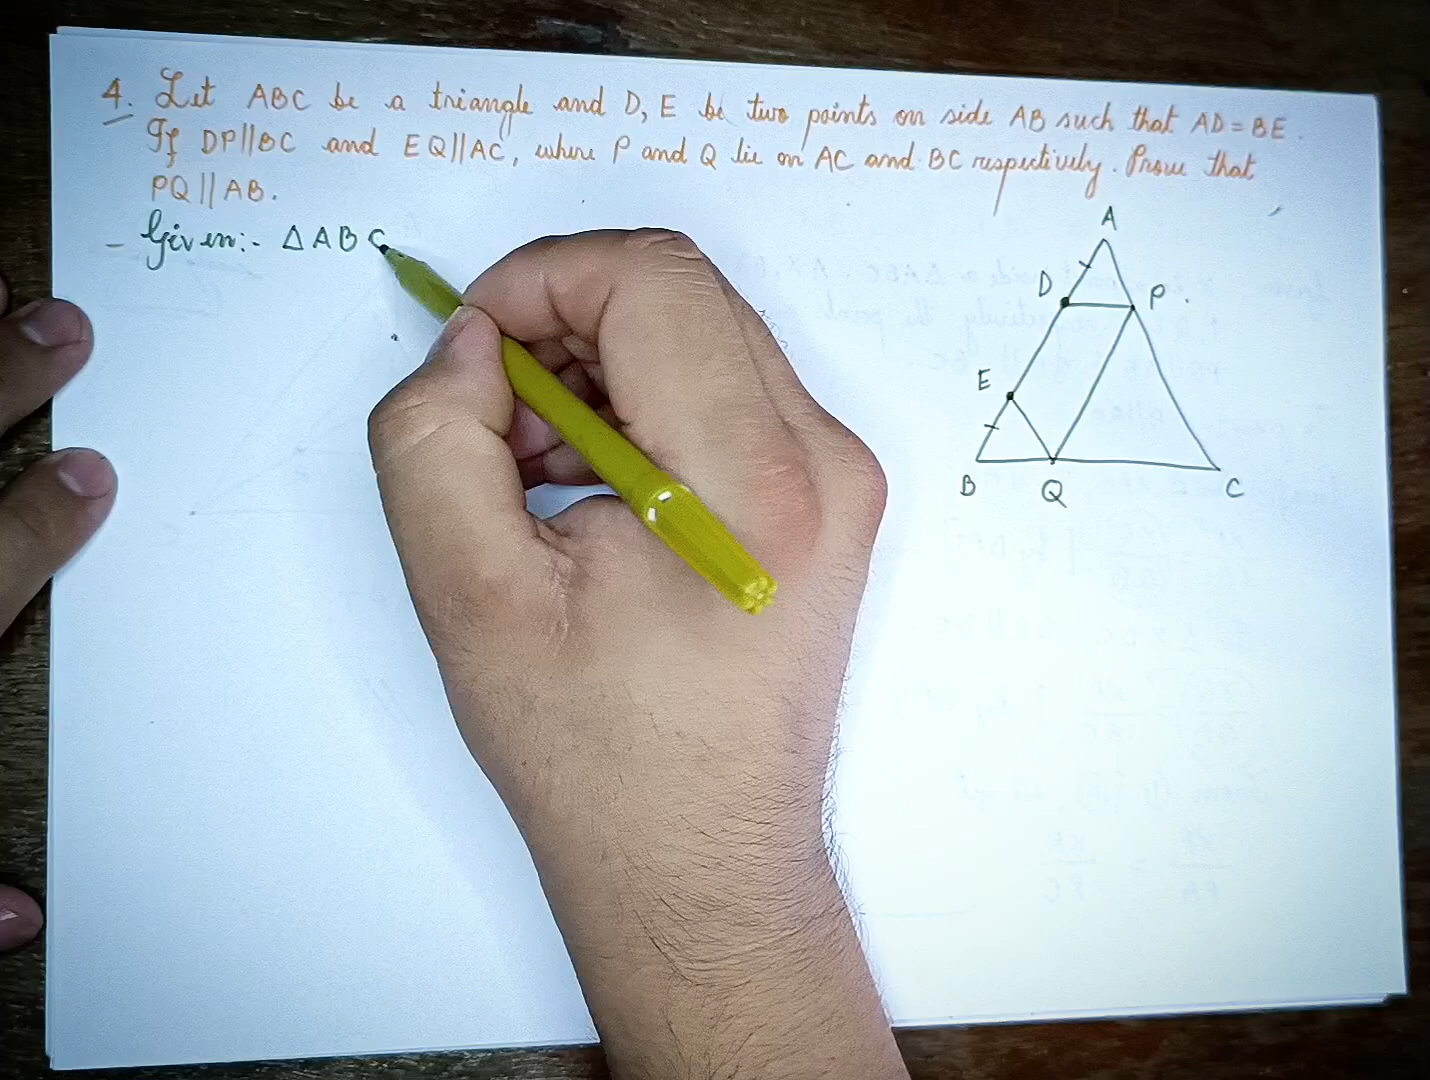 4. Let ABC be a triangle and D, E be two points on side AB such that AD = BE.
If DP||BC and EQ||AC, where P and Q lie on AC and BC respectively. Prove that
PQ || AB.
- Given:- △ABC
A
D
P
E
B
Q
C